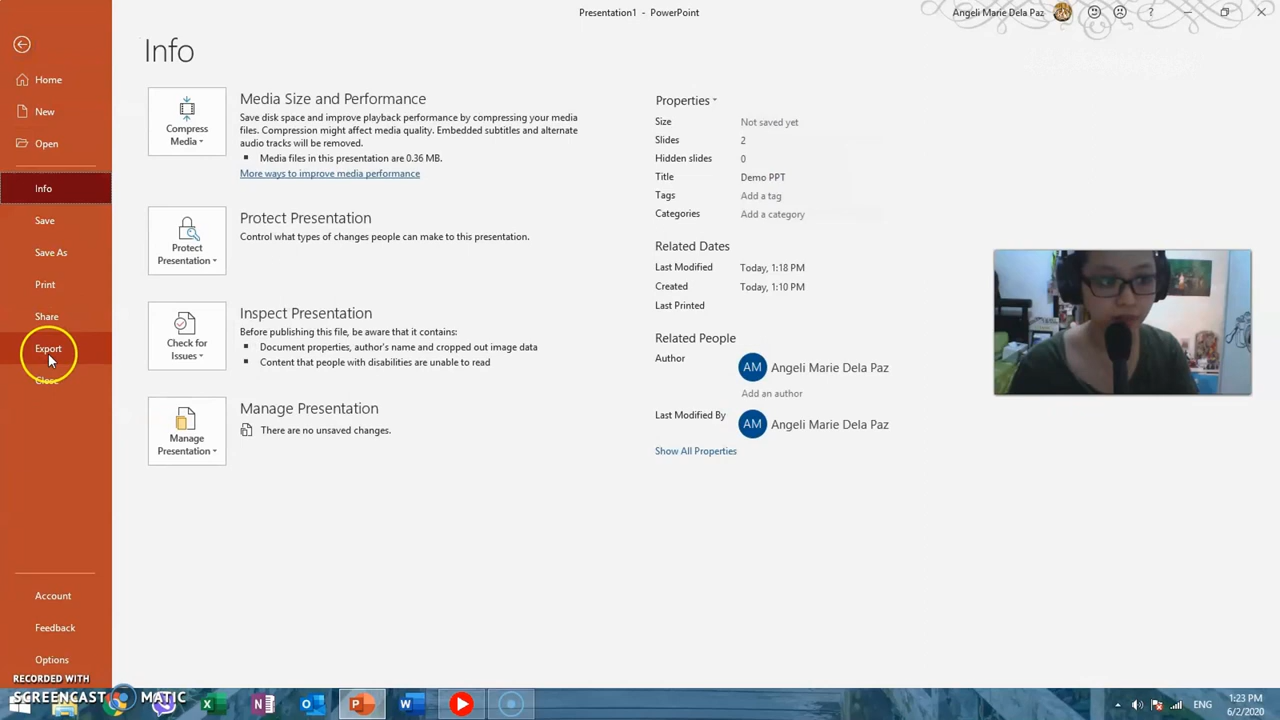 Presentation1 - PowerPoint
Angeli Marie Dela Paz
?
Info
Home
New
Open
Info
Save
Save As
Print
Share
Export
Close
Account
Feedback
Options
Compress
Media
Media Size and Performance
Save disk space and improve playback performance by compressing your media
files. Compression might affect media quality. Embedded subtitles and alternate
audio tracks will be removed.
Media files in this presentation are 0.36 MB.
More ways to improve media performance
Protect
Presentation
Protect Presentation
Control what types of changes people can make to this presentation.
Check for
Issues
Inspect Presentation
Before publishing this file, be aware that it contains:
Document properties, author's name and cropped out image data
Content that people with disabilities are unable to read
Manage
Presentation
Manage Presentation
There are no unsaved changes.
Properties
Size Not saved yet
Slides 2
Hidden slides 0
Title Demo PPT
Tags Add a tag
Categories Add a category
Related Dates
Last Modified Today, 1:18 PM
Created Today, 1:10 PM
Last Printed
Related People
Author AM Angeli Marie Dela Paz
Add an author
Last Modified By AM Angeli Marie Dela Paz
Show All Properties
RECORDED WITH
SCREENCAST MATIC
ENG
1:23 PM
6/2/2020